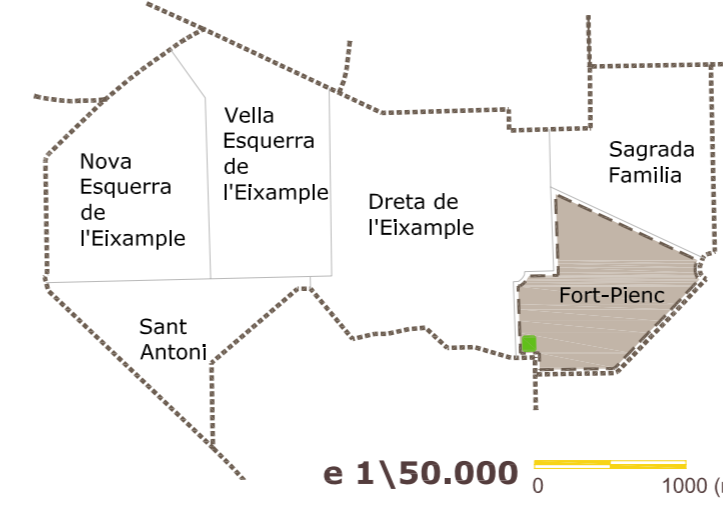 Vella
Esquerra
de
l'Eixample
Nova
Esquerra
de
l'Eixample
Sagrada
Familia
Dreta de
l'Eixample
Fort-Pienc
Sant
Antoni
e 1\50.000
0
1000